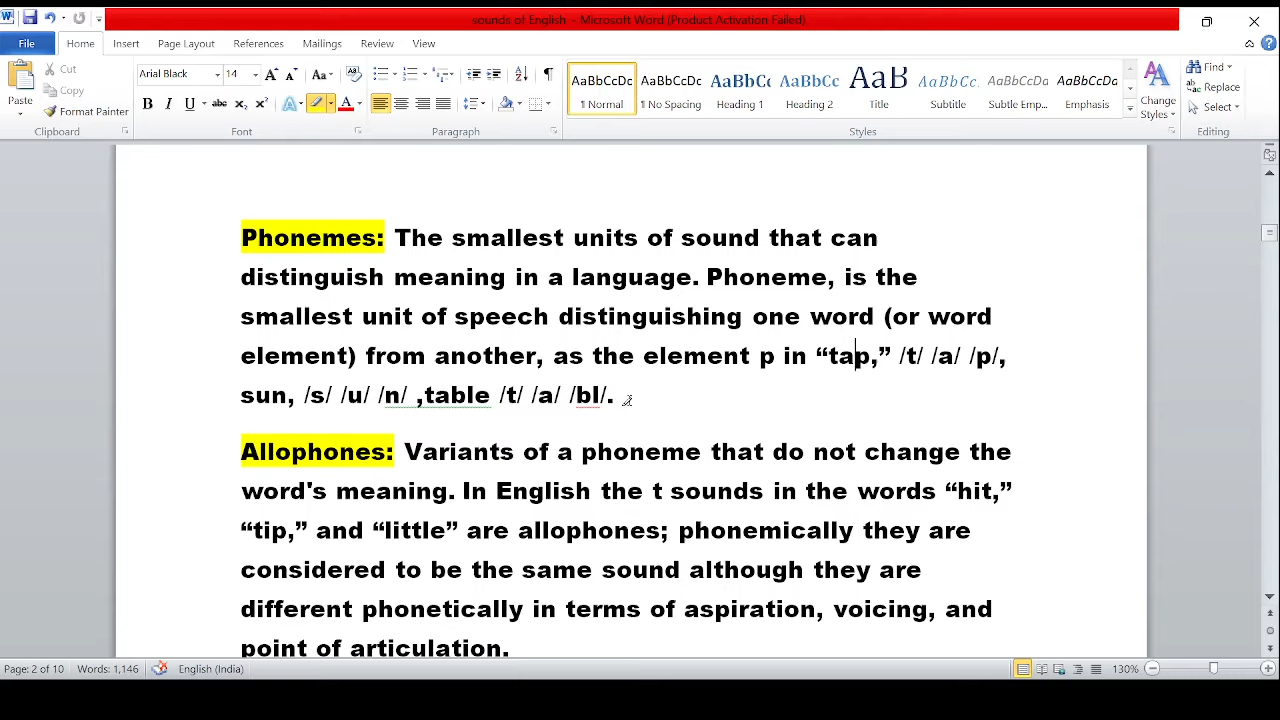 sounds of English - Microsoft Word (Product Activation Failed)
File Home Insert Page Layout References Mailings Review View
Paste Cut Copy Format Painter
Arial Black 14
AaBbCcDc AaBbCcDc AaBbCc AaBbCc AaB AaBbCc. AaBbCcDc AaBbCcDc
¶ Normal ¶ No Spacing Heading 1 Heading 2 Title Subtitle Subtle Emp... Emphasis
Change Styles
Find Replace Select
Clipboard Font Paragraph Styles Editing
Phonemes: The smallest units of sound that can
distinguish meaning in a language. Phoneme, is the
smallest unit of speech distinguishing one word (or word
element) from another, as the element p in “tap,” /t/ /a/ /p/,
sun, /s/ /u/ /n/ ,table /t/ /a/ /bl/.
Allophones: Variants of a phoneme that do not change the
word's meaning. In English the t sounds in the words “hit,”
“tip,” and “little” are allophones; phonemically they are
considered to be the same sound although they are
different phonetically in terms of aspiration, voicing, and
point of articulation.
Page: 2 of 10 Words: 1,146 English (India) 130%